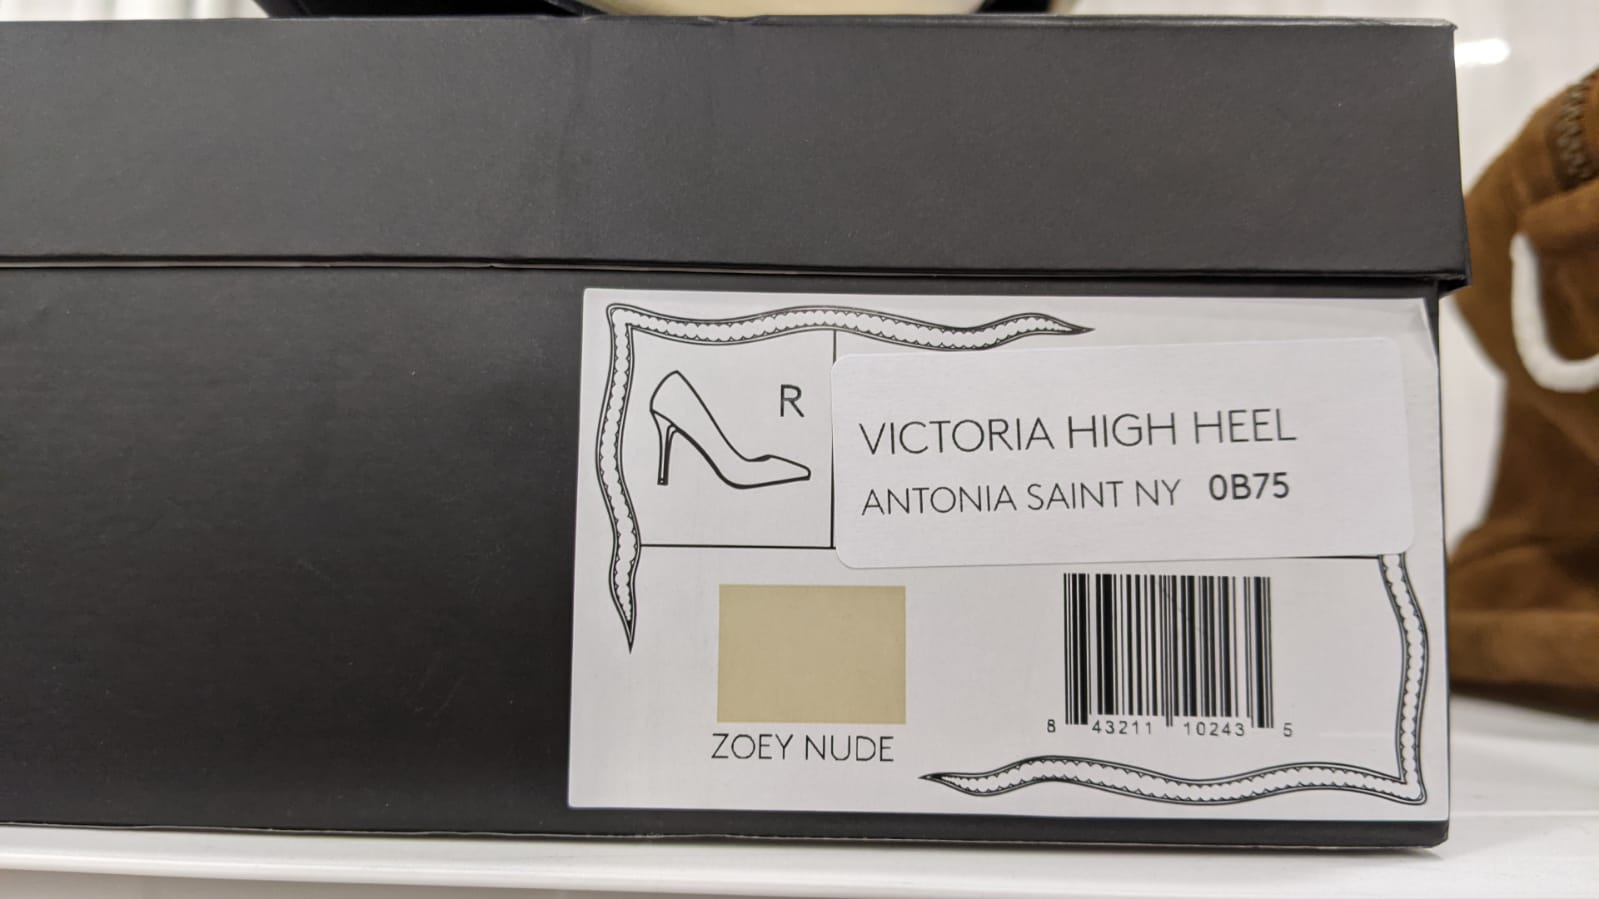 R
VICTORIA HIGH HEEL
ANTONIA SAINT NY 0B75
ZOEY NUDE
8 43211 10243 5